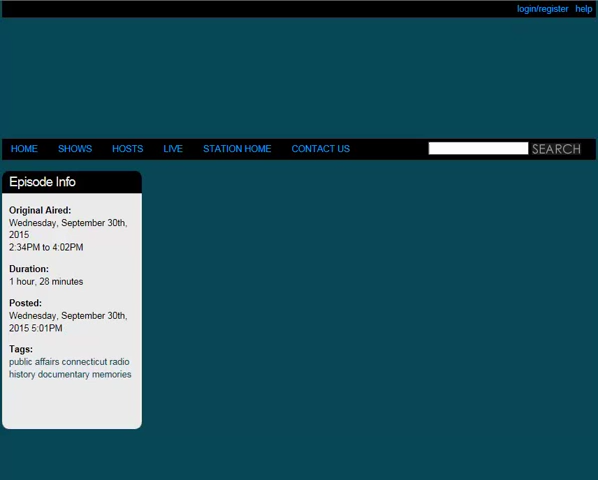 login/register help
HOME SHOWS HOSTS LIVE STATION HOME CONTACT US SEARCH
Episode Info
Original Aired:
Wednesday, September 30th,
2015
2:34PM to 4:02PM
Duration:
1 hour, 28 minutes
Posted:
Wednesday, September 30th,
2015 5:01PM
Tags:
public affairs connecticut radio
history documentary memories